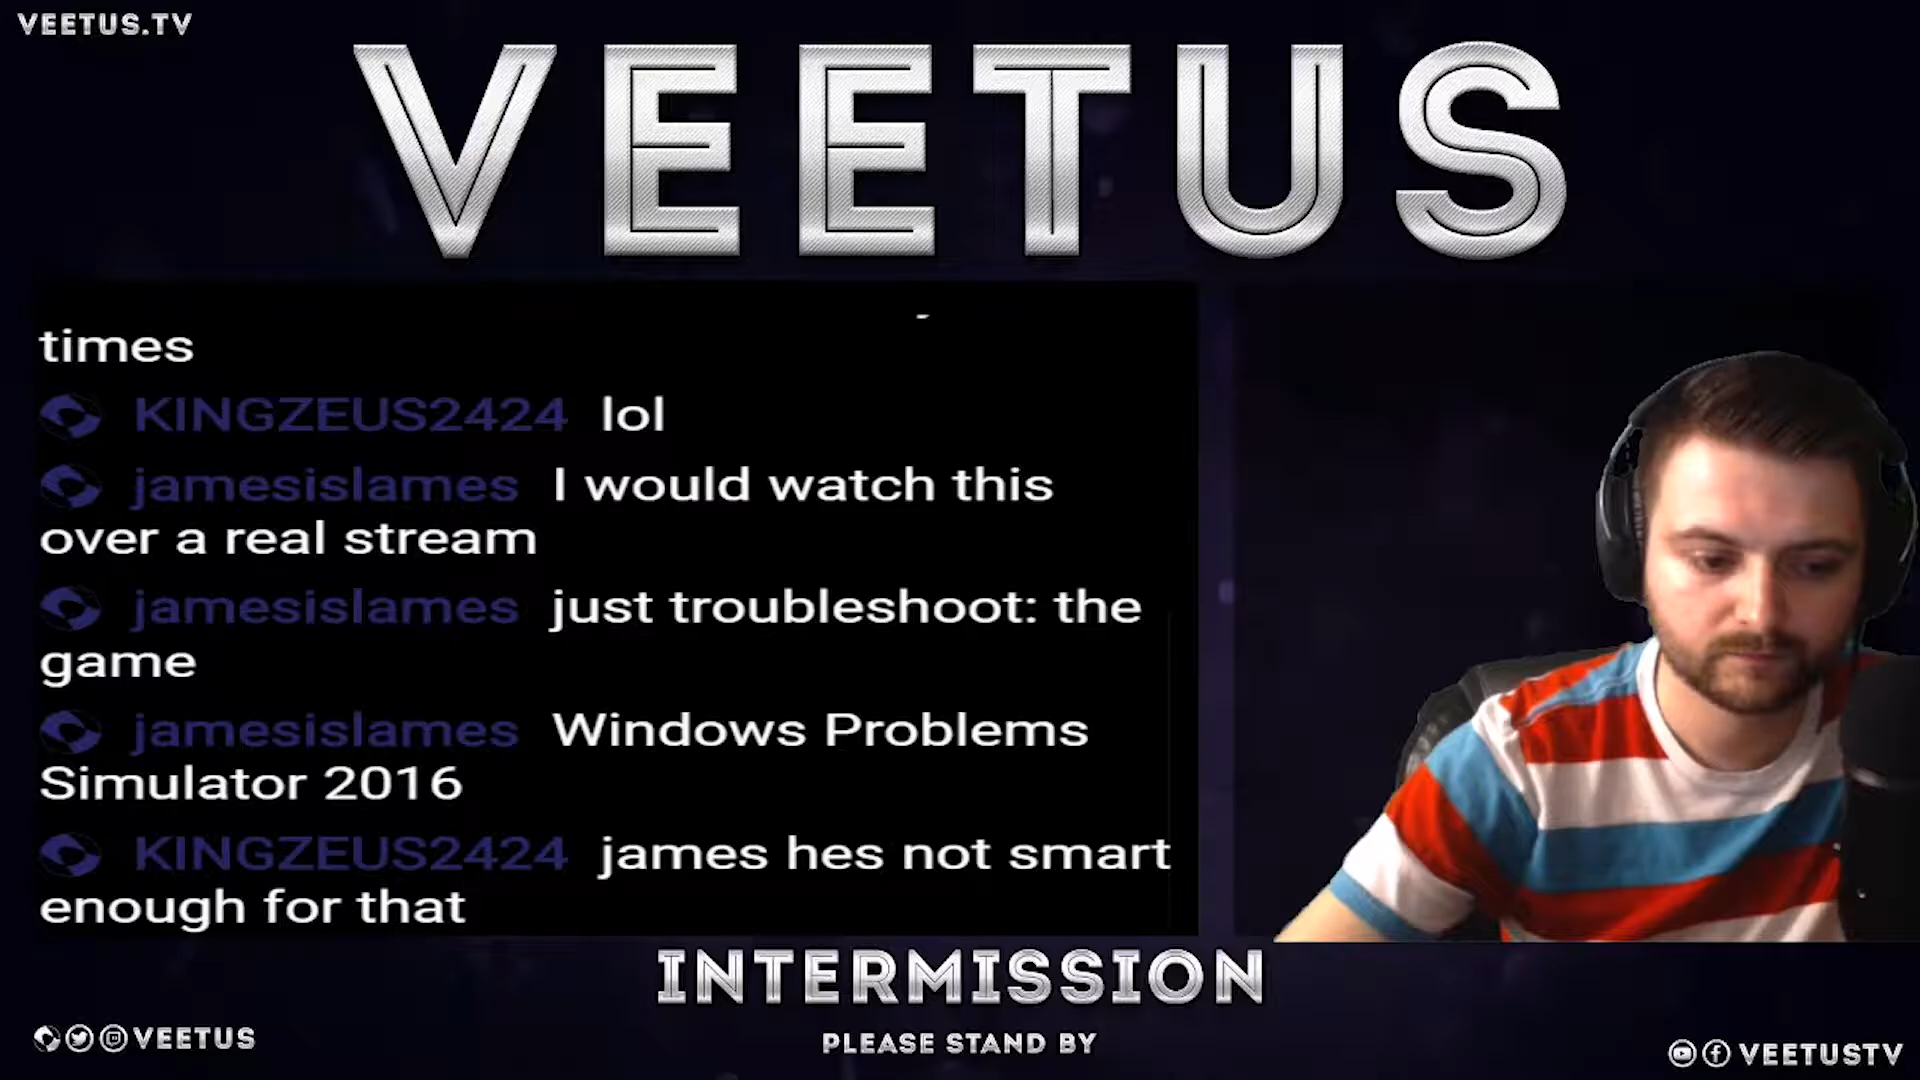 VEETUS.TV
VEETUS
times
KINGZEUS2424 lol
jamesislames I would watch this
over a real stream
jamesislames just troubleshoot: the
game
jamesislames Windows Problems
Simulator 2016
KINGZEUS2424 james hes not smart
enough for that
INTERMISSION
PLEASE STAND BY
VEETUS
VEETUSTV